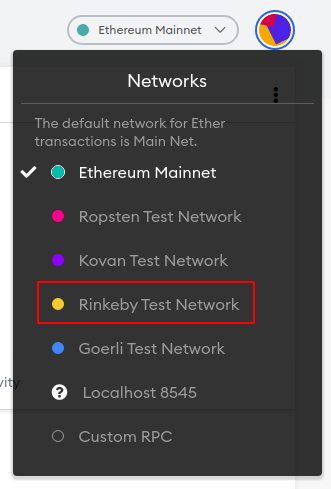 Ethereum Mainnet
Networks
The default network for Ether
transactions is Main Net.
Ethereum Mainnet
Ropsten Test Network
Kovan Test Network
Rinkeby Test Network
Goerli Test Network
vity
? Localhost 8545
Custom RPC